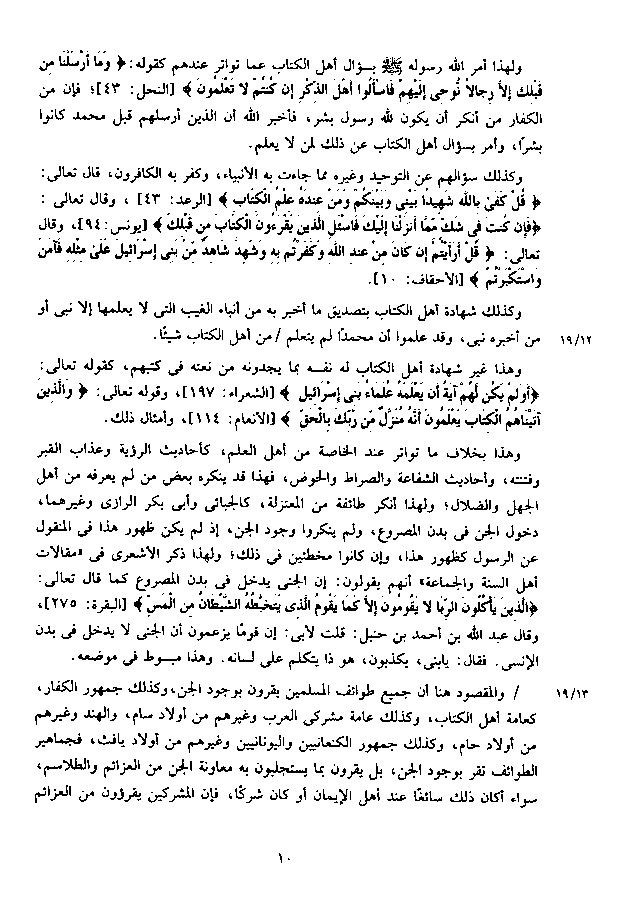 ولهذا أمر الله رسوله ﷺ بسؤال أهل الكتاب عما تواتر عندهم كقوله: ﴿ وَمَا أَرْسَلْنَا مِن
قَبْلِكَ إِلاَّ رِجَالاً نُّوحِي إِلَيْهِمْ فَاسْأَلُوا أَهْلَ الذِّكْرِ إِن كُنتُمْ لا تَعْلَمُونَ ﴾ [النحل: ٤٣]؛ فإن من
الكفار من أنكر أن يكون لله رسول بشر، فأخبر الله أن الذين أرسلهم قبل محمد كانوا
بشرًا، وأمر بسؤال أهل الكتاب عن ذلك لمن لا يعلم.
وكذلك سؤالهم عن التوحيد وغيره مما جاءت به الأنبياء، وكفر به الكافرون، قال تعالى:
﴿ قُلْ كَفَىٰ بِاللَّهِ شَهِيدًا بَيْنِي وَبَيْنَكُمْ وَمَنْ عِندَهُ عِلْمُ الْكِتَابِ ﴾ [الرعد: ٤٣] ، وقال تعالى :
﴿فَإِن كُنتَ فِي شَكٍّ مِّمَّا أَنزَلْنَا إِلَيْكَ فَاسْئَلِ الَّذِينَ يَقْرَءُونَ الْكِتَابَ مِن قَبْلِكَ ﴾ [يونس: ٩٤]، وقال
تعالى: ﴿ قُلْ أَرَأَيْتُمْ إِن كَانَ مِنْ عِندِ اللَّهِ وَكَفَرْتُم بِهِ وَشَهِدَ شَاهِدٌ مِّنْ بَنِي إِسْرَائِيلَ عَلَىٰ مِثْلِهِ فَآمَنَ
وَاسْتَكْبَرْتُمْ ﴾ [الأحقاف: ١٠].
وكذلك شهادة أهل الكتاب بتصديق ما أخبر به من أنباء الغيب التى لا يعلمها إلا نبى أو
١٩/١٢ من أخبره نبى، وقد علموا أن محمدًا لم يتعلم / من أهل الكتاب شيئًا.
وهذا غير شهادة أهل الكتاب له نفسه بما يجدونه من نعته فى كتبهم، كقوله تعالى:
﴿أَوَلَمْ يَكُن لَّهُمْ آيَةً أَن يَعْلَمَهُ عُلَمَاءُ بَنِي إِسْرَائِيلَ ﴾ [الشعراء: ١٩٧]، وقوله تعالى: ﴿ وَالَّذِينَ
آتَيْنَاهُمُ الْكِتَابَ يَعْلَمُونَ أَنَّهُ مُنَزَّلٌ مِّن رَّبِّكَ بِالْحَقِّ ﴾ [الأنعام: ١١٤]، وأمثال ذلك.
وهذا بخلاف ما تواتر عند الخاصة من أهل العلم، كأحاديث الرؤية وعذاب القبر
وفتنته، وأحاديث الشفاعة والصراط والحوض، فهذا قد ينكره بعض من لم يعرفه من أهل
الجهل والضلال؛ ولهذا أنكر طائفة من المعتزلة، كالجبائى وأبى بكر الرازى وغيرهما،
دخول الجن فى بدن المصروع، ولم ينكروا وجود الجن، إذ لم يكن ظهور هذا فى المنقول
عن الرسول كظهور هذا، وإن كانوا مخطئين فى ذلك؛ ولهذا ذكر الأشعرى فى «مقالات
أهل السنة والجماعة» أنهم يقولون: إن الجنى يدخل فى بدن المصروع كما قال تعالى:
﴿الَّذِينَ يَأْكُلُونَ الرِّبَا لا يَقُومُونَ إِلاَّ كَمَا يَقُومُ الَّذِي يَتَخَبَّطُهُ الشَّيْطَانُ مِنَ الْمَسِّ ﴾ [البقرة: ٢٧٥]،
وقال عبد الله بن أحمد بن حنبل: قلت لأبى: إن قومًا يزعمون أن الجنى لا يدخل فى بدن
الإنسى. فقال: يابنى، يكذبون، هو ذا يتكلم على لسانه. وهذا مبسوط فى موضعه.
١٩/١٣ / والمقصود هنا أن جميع طوائف المسلمين يقرون بوجود الجن،وكذلك جمهور الكفار،
كعامة أهل الكتاب، وكذلك عامة مشركى العرب وغيرهم من أولاد سام، والهند وغيرهم
من أولاد حام، وكذلك جمهور الكنعانيين واليونانيين وغيرهم من أولاد يافث، فجماهير
الطوائف تقر بوجود الجن، بل يقرون بما يستجلبون به معاونة الجن من العزائم والطلاسم،
سواء أكان ذلك سائغًا عند أهل الإيمان أو كان شركًا، فإن المشركين يقرؤون من العزائم
١٠